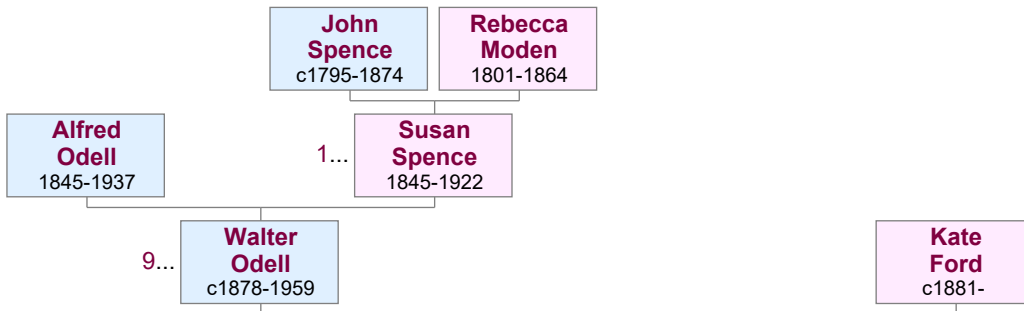 John
Spence
c1795-1874
Rebecca
Moden
1801-1864
Alfred
Odell
1845-1937
1...
Susan
Spence
1845-1922
9...
Walter
Odell
c1878-1959
Kate
Ford
c1881-